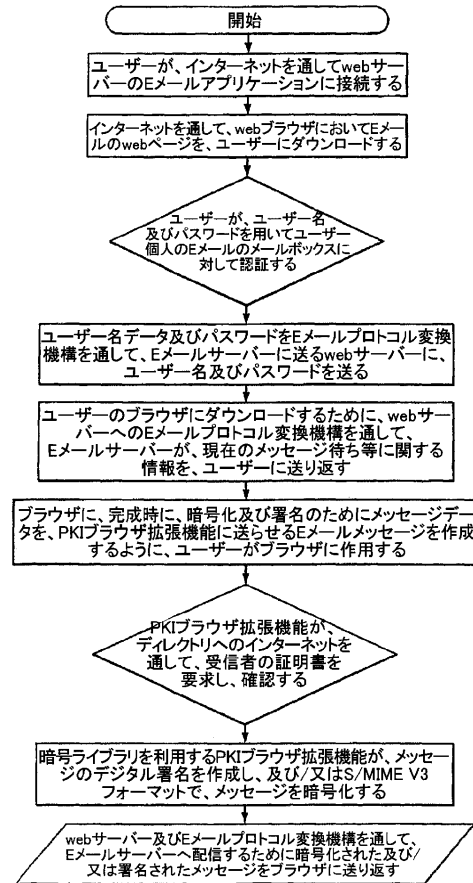 開始
ユーザーが、インターネットを通してwebサー
バーのEメールアプリケーションに接続する
インターネットを通して、webブラウザにおいてEメー
ルのwebページを、ユーザーにダウンロードする
ユーザーが、ユーザー名
及びパスワードを用いてユーザー
個人のEメールのメールボックスに
対して認証する
ユーザー名データ及びパスワードをEメールプロトコル変換
機構を通して、Eメールサーバーに送るwebサーバーに、
ユーザー名及びパスワードを送る
ユーザーのブラウザにダウンロードするために、webサ
ーバーへのEメールプロトコル変換機構を通して、
Eメールサーバーが、現在のメッセージ待ち等に関する
情報を、ユーザーに送り返す
ブラウザに、完成時に、暗号化及び署名のためにメッセージデー
タを、PKIブラウザ拡張機能に送らせるEメールメッセージを作成
するように、ユーザーがブラウザに作用する
PKIブラウザ拡張機能が、
ディレクトリへのインターネットを
通して、受信者の証明書を
要求し、確認する
暗号ライブラリを利用するPKIブラウザ拡張機能が、メッセー
ジのデジタル署名を作成し、及び/又はS/MIME V3
フォーマットで、メッセージを暗号化する
webサーバー及びEメールプロトコル変換機構を通して、
Eメールサーバーへ配信するために暗号化された及び/
又は署名されたメッセージをブラウザに送り返す